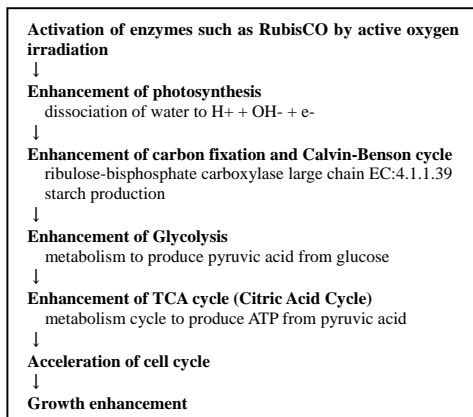 Activation of enzymes such as RubisCO by active oxygen
irradiation
↓
Enhancement of photosynthesis
dissociation of water to H+ + OH- + e-
↓
Enhancement of carbon fixation and Calvin-Benson cycle
ribulose-bisphosphate carboxylase large chain EC:4.1.1.39
starch production
↓
Enhancement of Glycolysis
metabolism to produce pyruvic acid from glucose
↓
Enhancement of TCA cycle (Citric Acid Cycle)
metabolism cycle to produce ATP from pyruvic acid
↓
Acceleration of cell cycle
↓
Growth enhancement